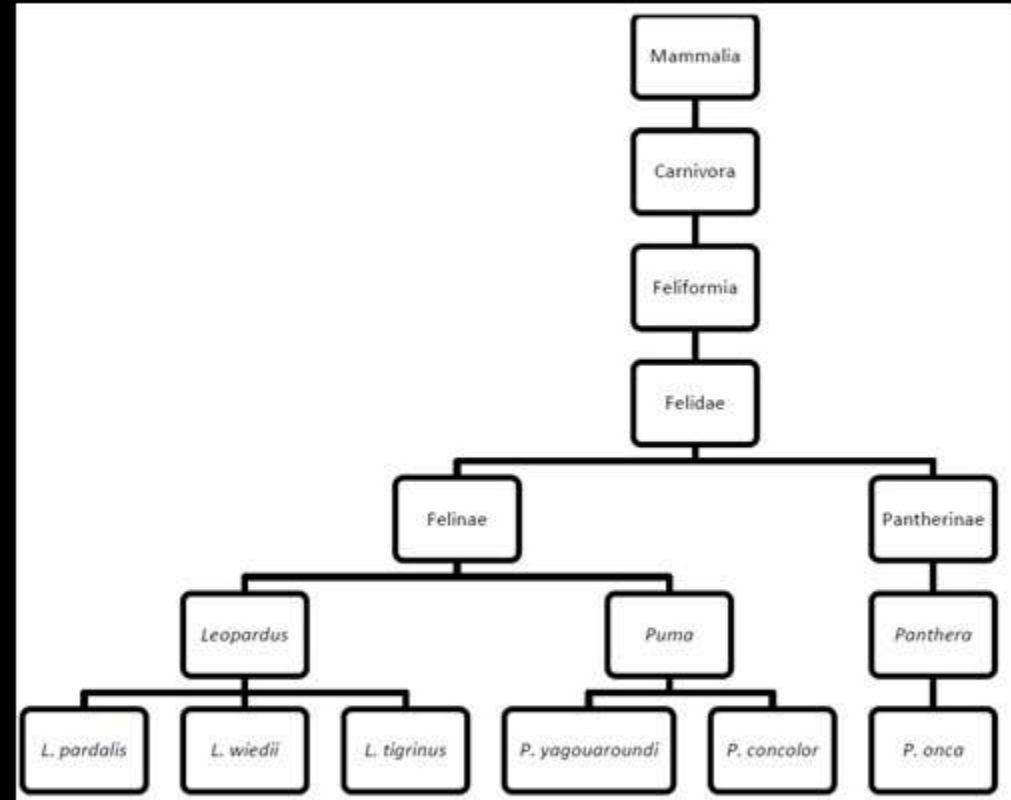 Mammalia
Carnivora
Feliformia
Felidae
Felinae
Pantherinae
Leopardus
Puma
Panthera
L. pardalis
L. wiedii
L. tigrinus
P. yagouaroundi
P. concolor
P. onca